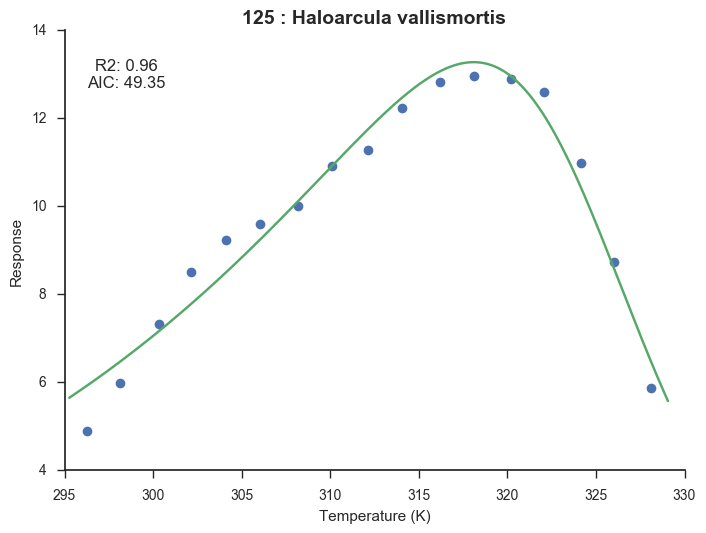 125 : Haloarcula vallismortis
R2: 0.96
AIC: 49.35
14
12
10
8
6
4
Response
295 300 305 310 315 320 325 330
Temperature (K)